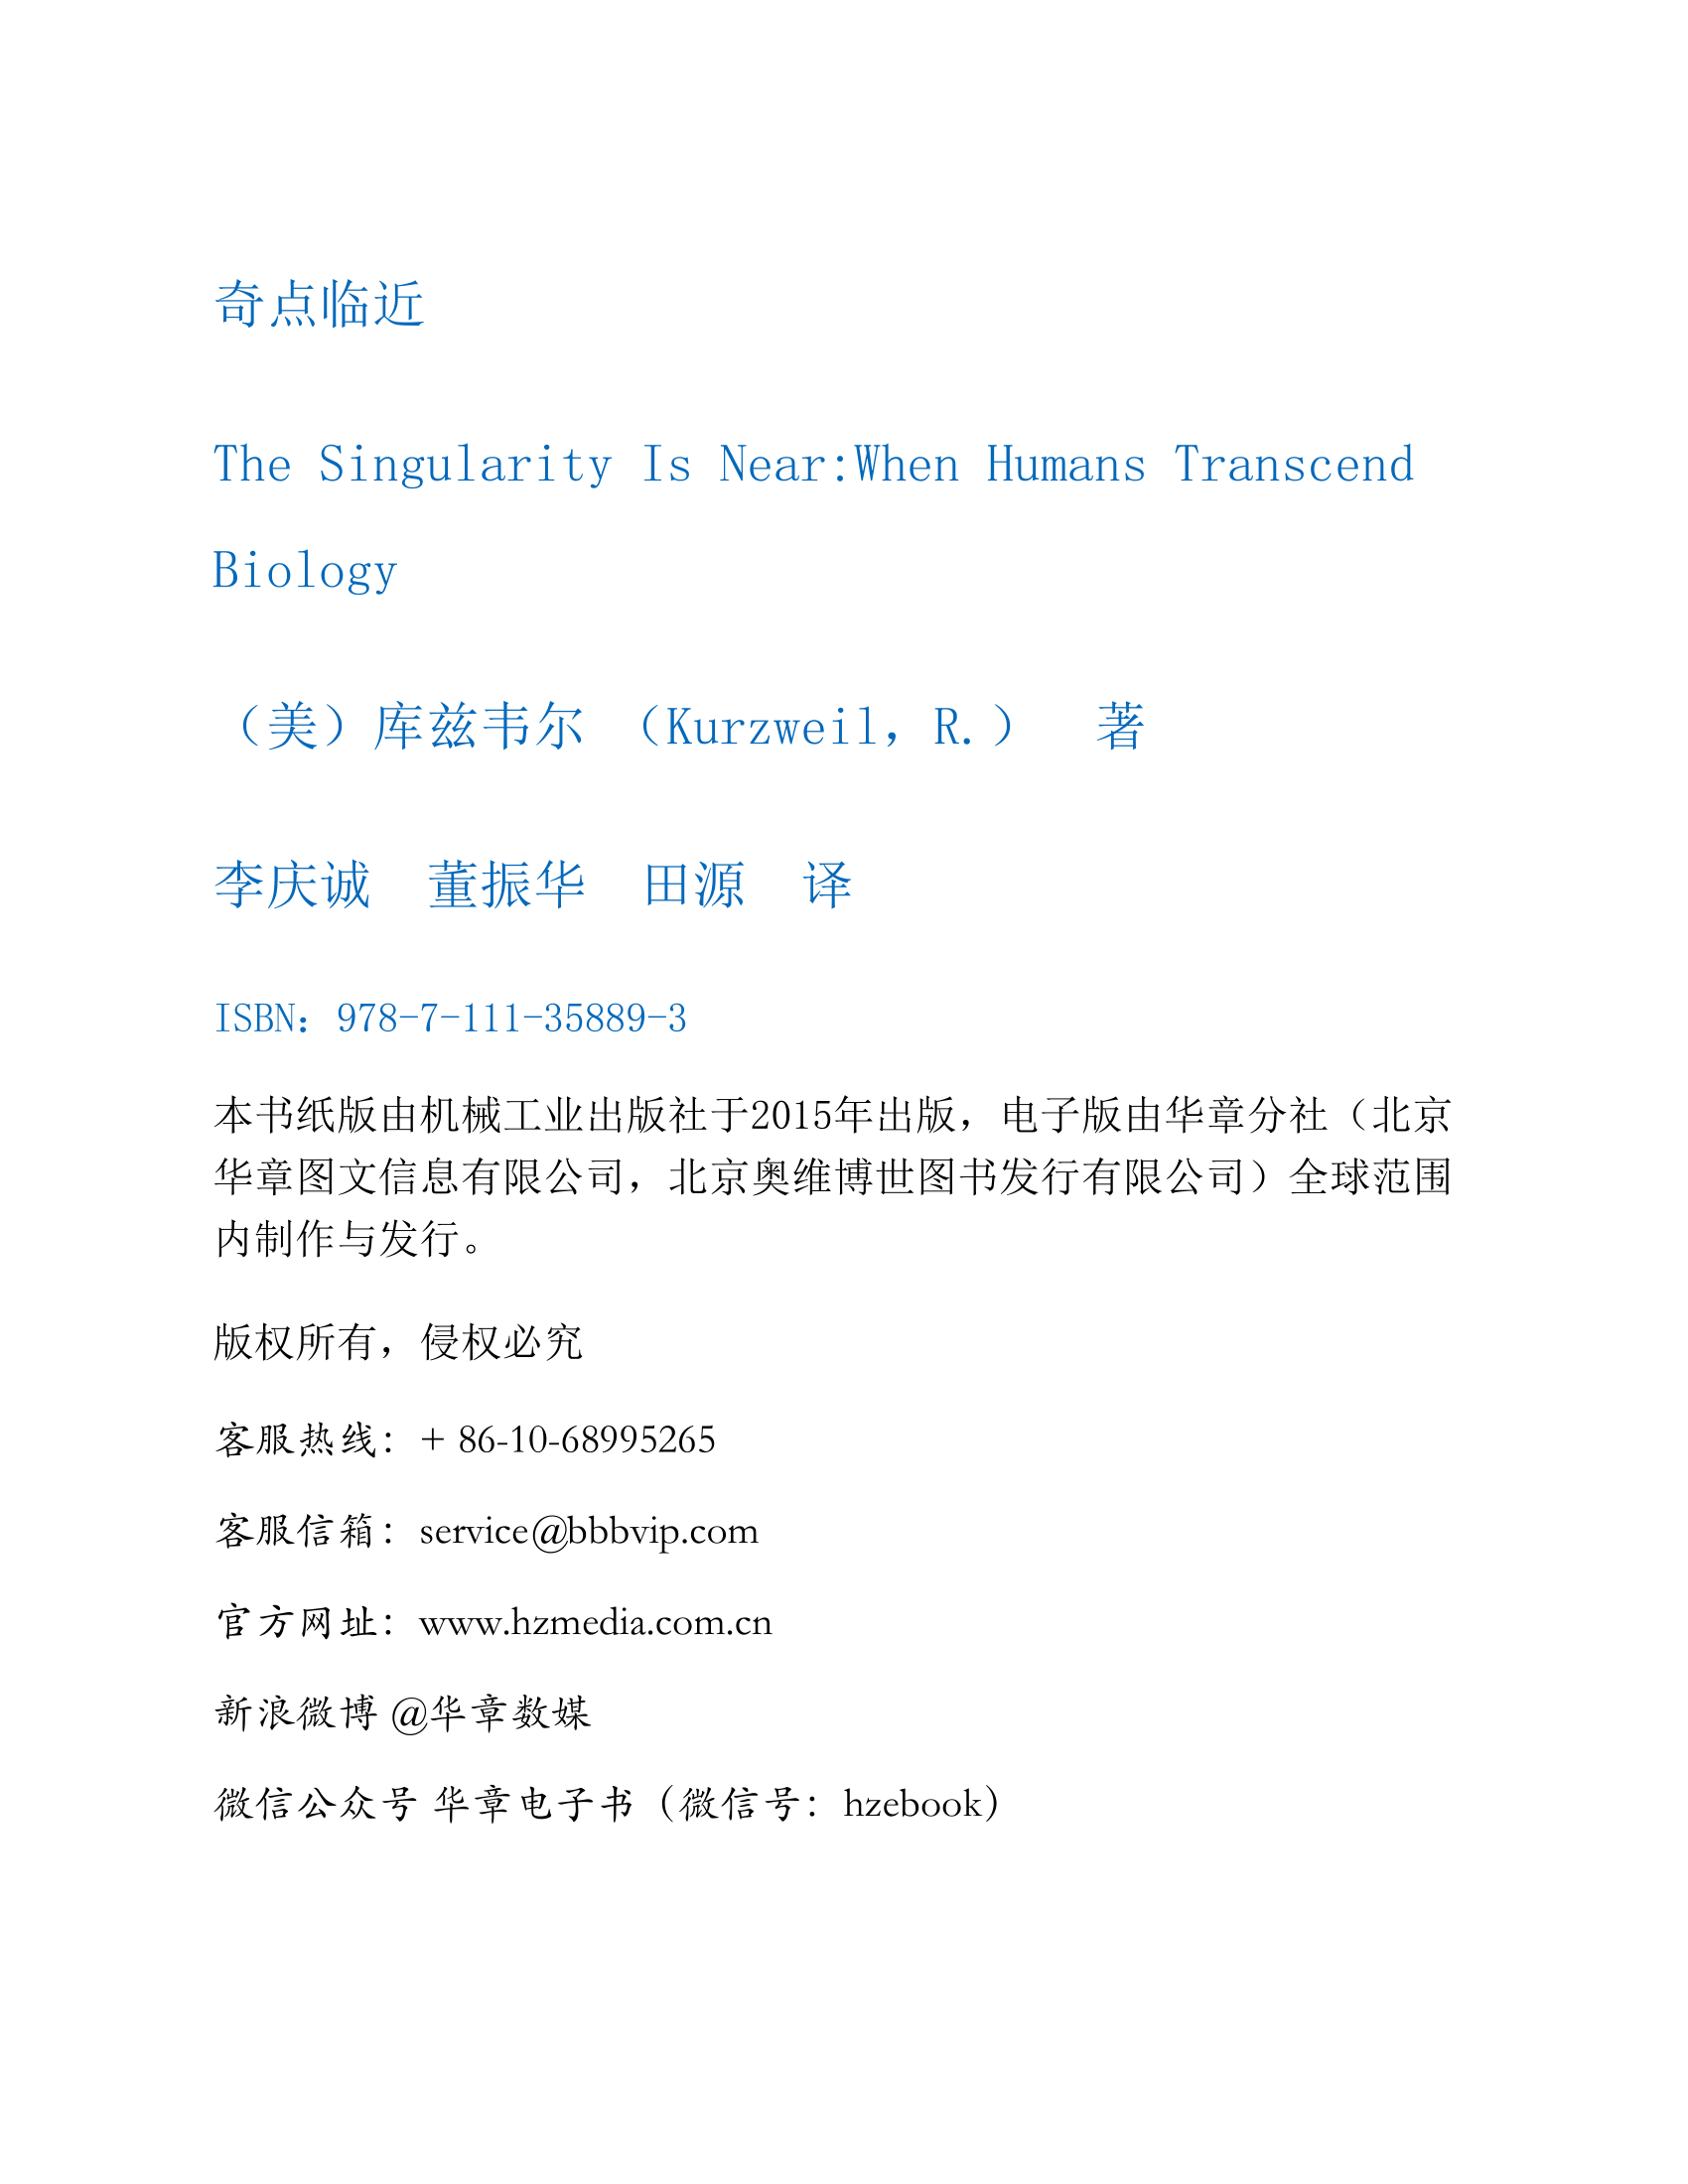 奇点临近
The Singularity Is Near:When Humans Transcend
Biology
（美）库兹韦尔 （Kurzweil，R.）　著
李庆诚　董振华　田源　译
ISBN：978-7-111-35889-3
本书纸版由机械工业出版社于2015年出版，电子版由华章分社（北京
华章图文信息有限公司，北京奥维博世图书发行有限公司）全球范围
内制作与发行。
版权所有，侵权必究
客服热线：+ 86-10-68995265
客服信箱：service@bbbvip.com
官方网址：www.hzmedia.com.cn
新浪微博 @华章数媒
微信公众号 华章电子书（微信号：hzebook）